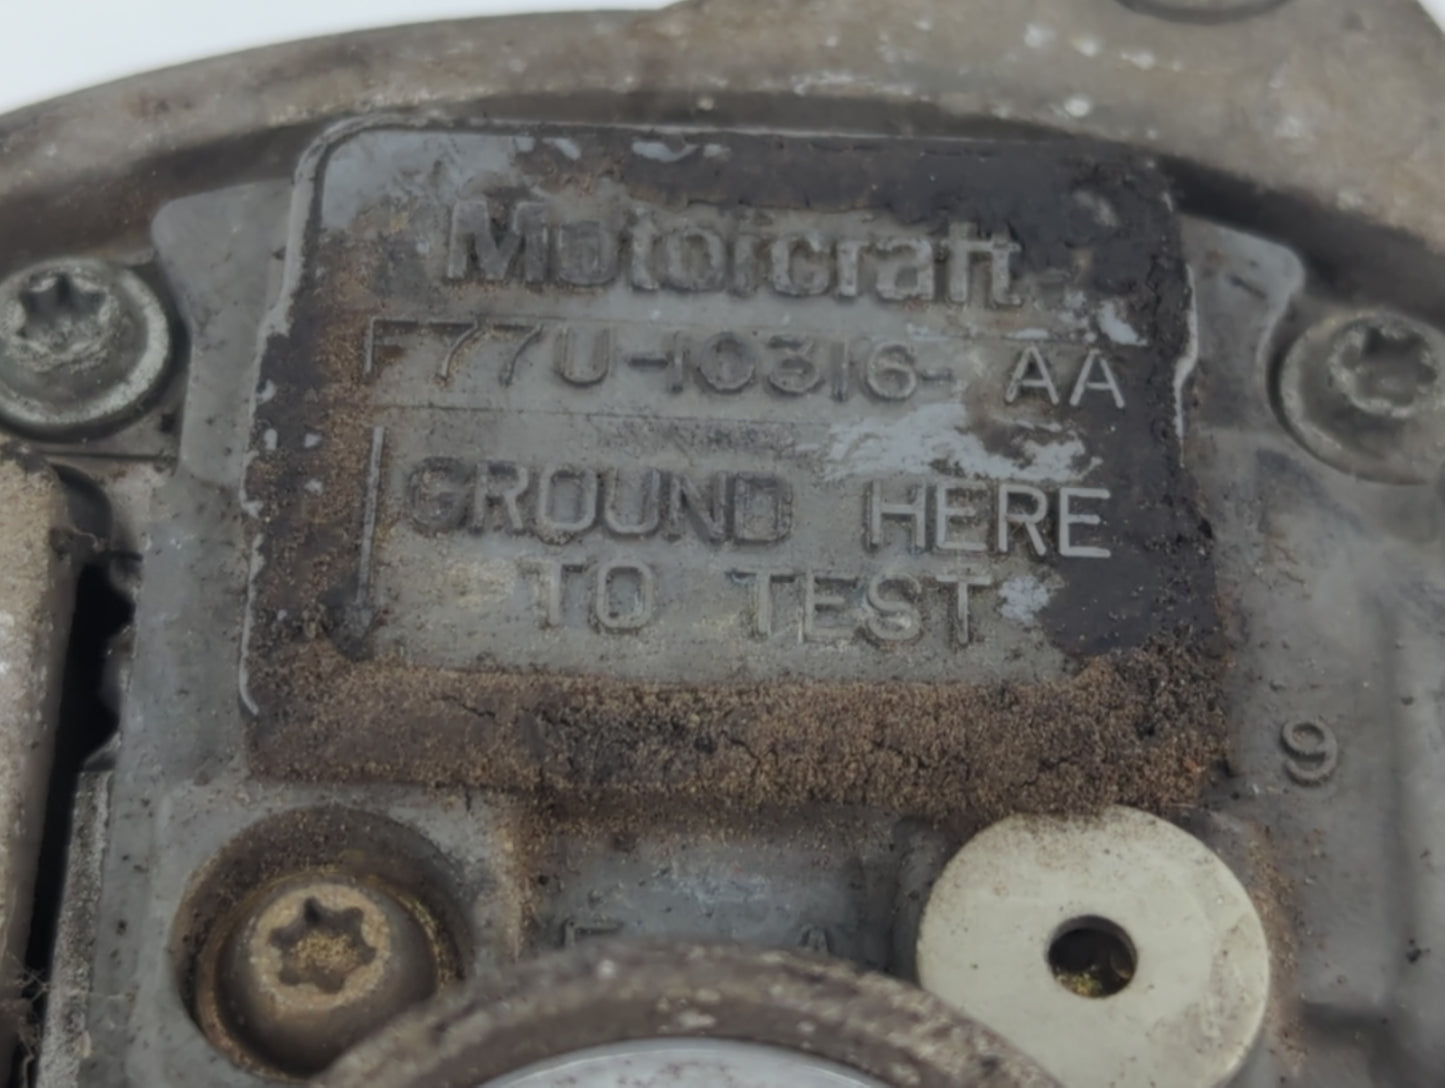 Motorcraft
F77U-10316- AA
GROUND HERE
TO TEST
9